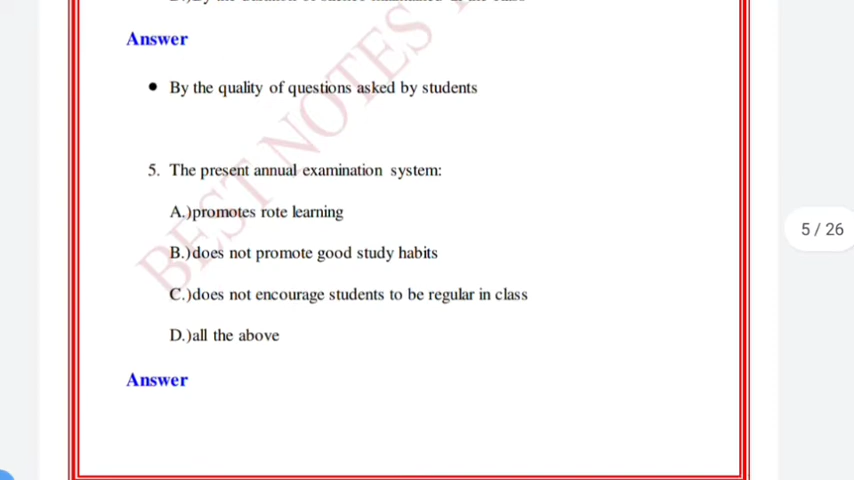 Answer
• By the quality of questions asked by students
5. The present annual examination system:
A.)promotes rote learning
B.)does not promote good study habits
C.)does not encourage students to be regular in class
D.)all the above
Answer
5 / 26
BEST NOTES